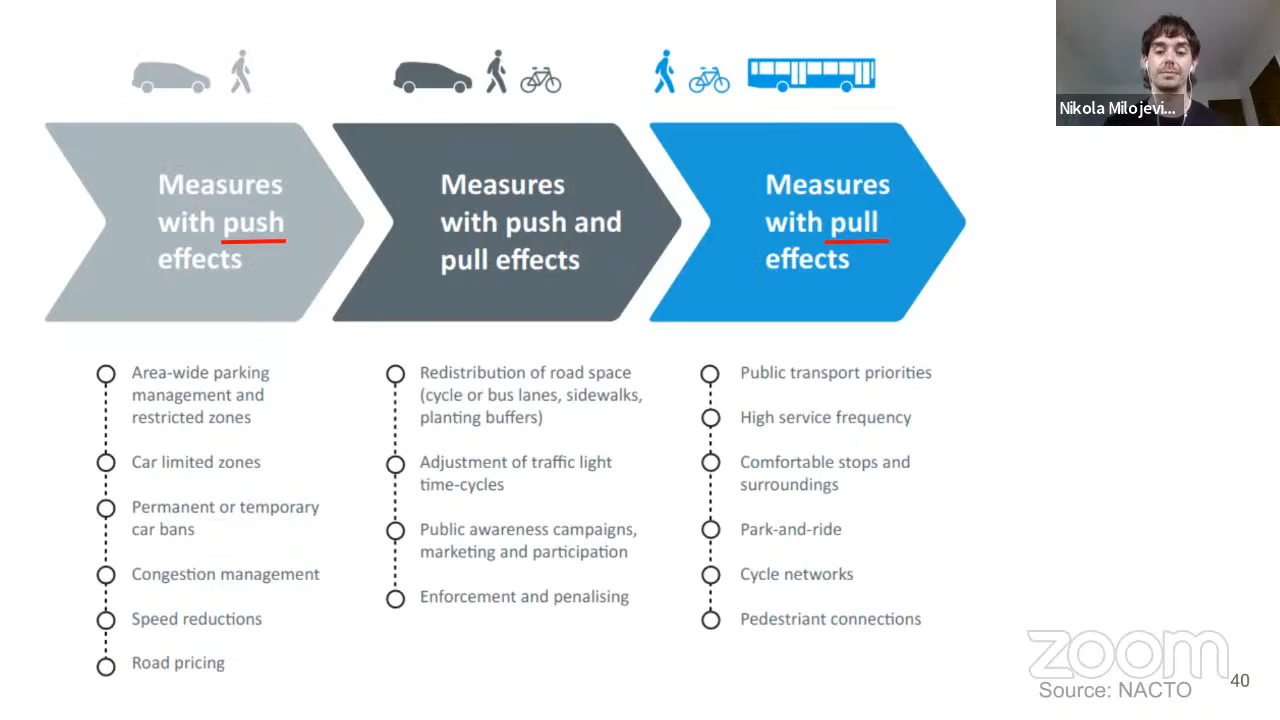 Nikola Milojevi...
Measures
with push
effects
Measures
with push and
pull effects
Measures
with pull
effects
Area-wide parking
management and
restricted zones
Car limited zones
Permanent or temporary
car bans
Congestion management
Speed reductions
Road pricing
Redistribution of road space
(cycle or bus lanes, sidewalks,
planting buffers)
Adjustment of traffic light
time-cycles
Public awareness campaigns,
marketing and participation
Enforcement and penalising
Public transport priorities
High service frequency
Comfortable stops and
surroundings
Park-and-ride
Cycle networks
Pedestriant connections
zoom
Source: NACTO
40